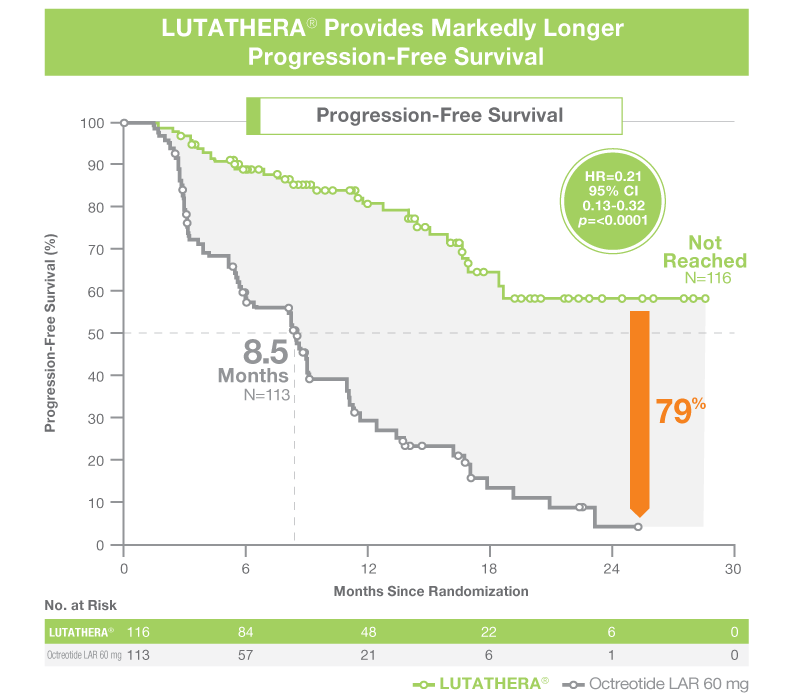 LUTATHERA® Provides Markedly Longer
Progression-Free Survival
Progression-Free Survival
100
90
80
70
60
50
40
30
20
10
0
Progression-Free Survival (%)
HR=0.21
95% CI
0.13-0.32
p=<0.0001
Not
Reached
N=116
8.5
Months
N=113
79%
0 6 12 18 24 30
Months Since Randomization
No. at Risk
LUTATHERA® 116 84 48 22 6 0
Octreotide LAR 60 mg 113 57 21 6 1 0
LUTATHERA® Octreotide LAR 60 mg